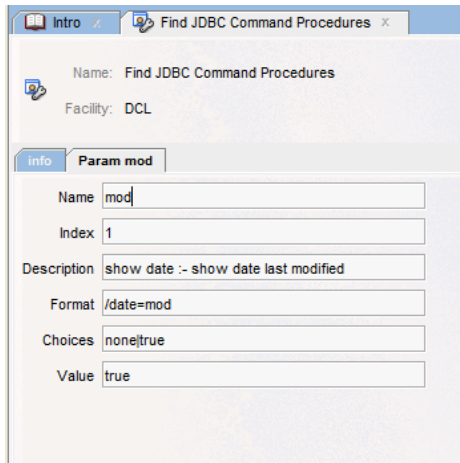 Intro
Find JDBC Command Procedures
Name: Find JDBC Command Procedures
Facility: DCL
info
Param mod
Name mod
Index 1
Description show date :- show date last modified
Format /date=mod
Choices none|true
Value true